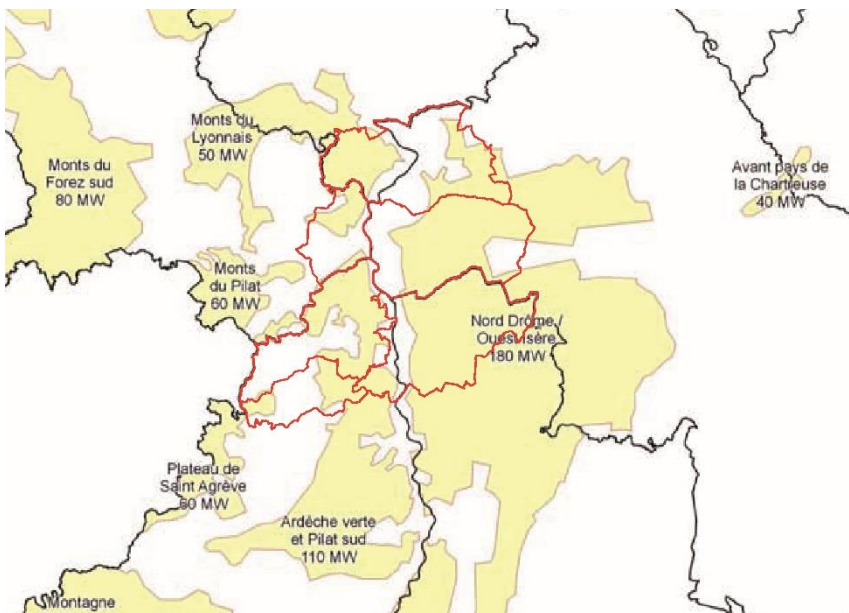 Monts du
Lyonnais
50 MW
Monts du
Forez sud
80 MW
Avant pays de
la Chartreuse
40 MW
Monts
du Pilat
60 MW
Nord Drôme /
Ouest Isère
180 MW
Plateau de
Saint Agrève
60 MW
Ardèche verte
et Pilat sud
110 MW
Montagne